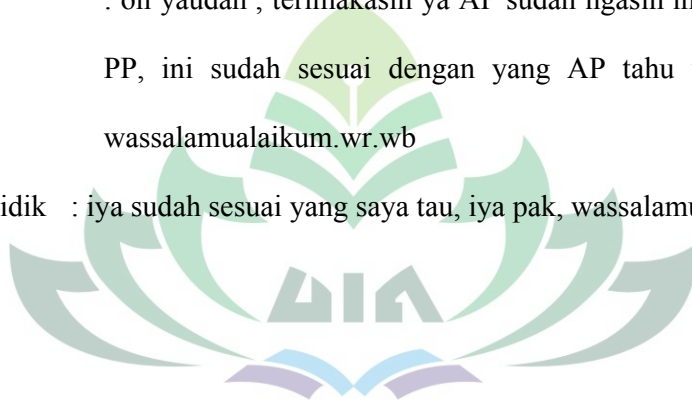 : oh yaudah , terimakasih ya AP sudah ngasih in
PP, ini sudah sesuai dengan yang AP tahu
wassalamualaikum.wr.wb
idik : iya sudah sesuai yang saya tau, iya pak, wassalamu
UIN